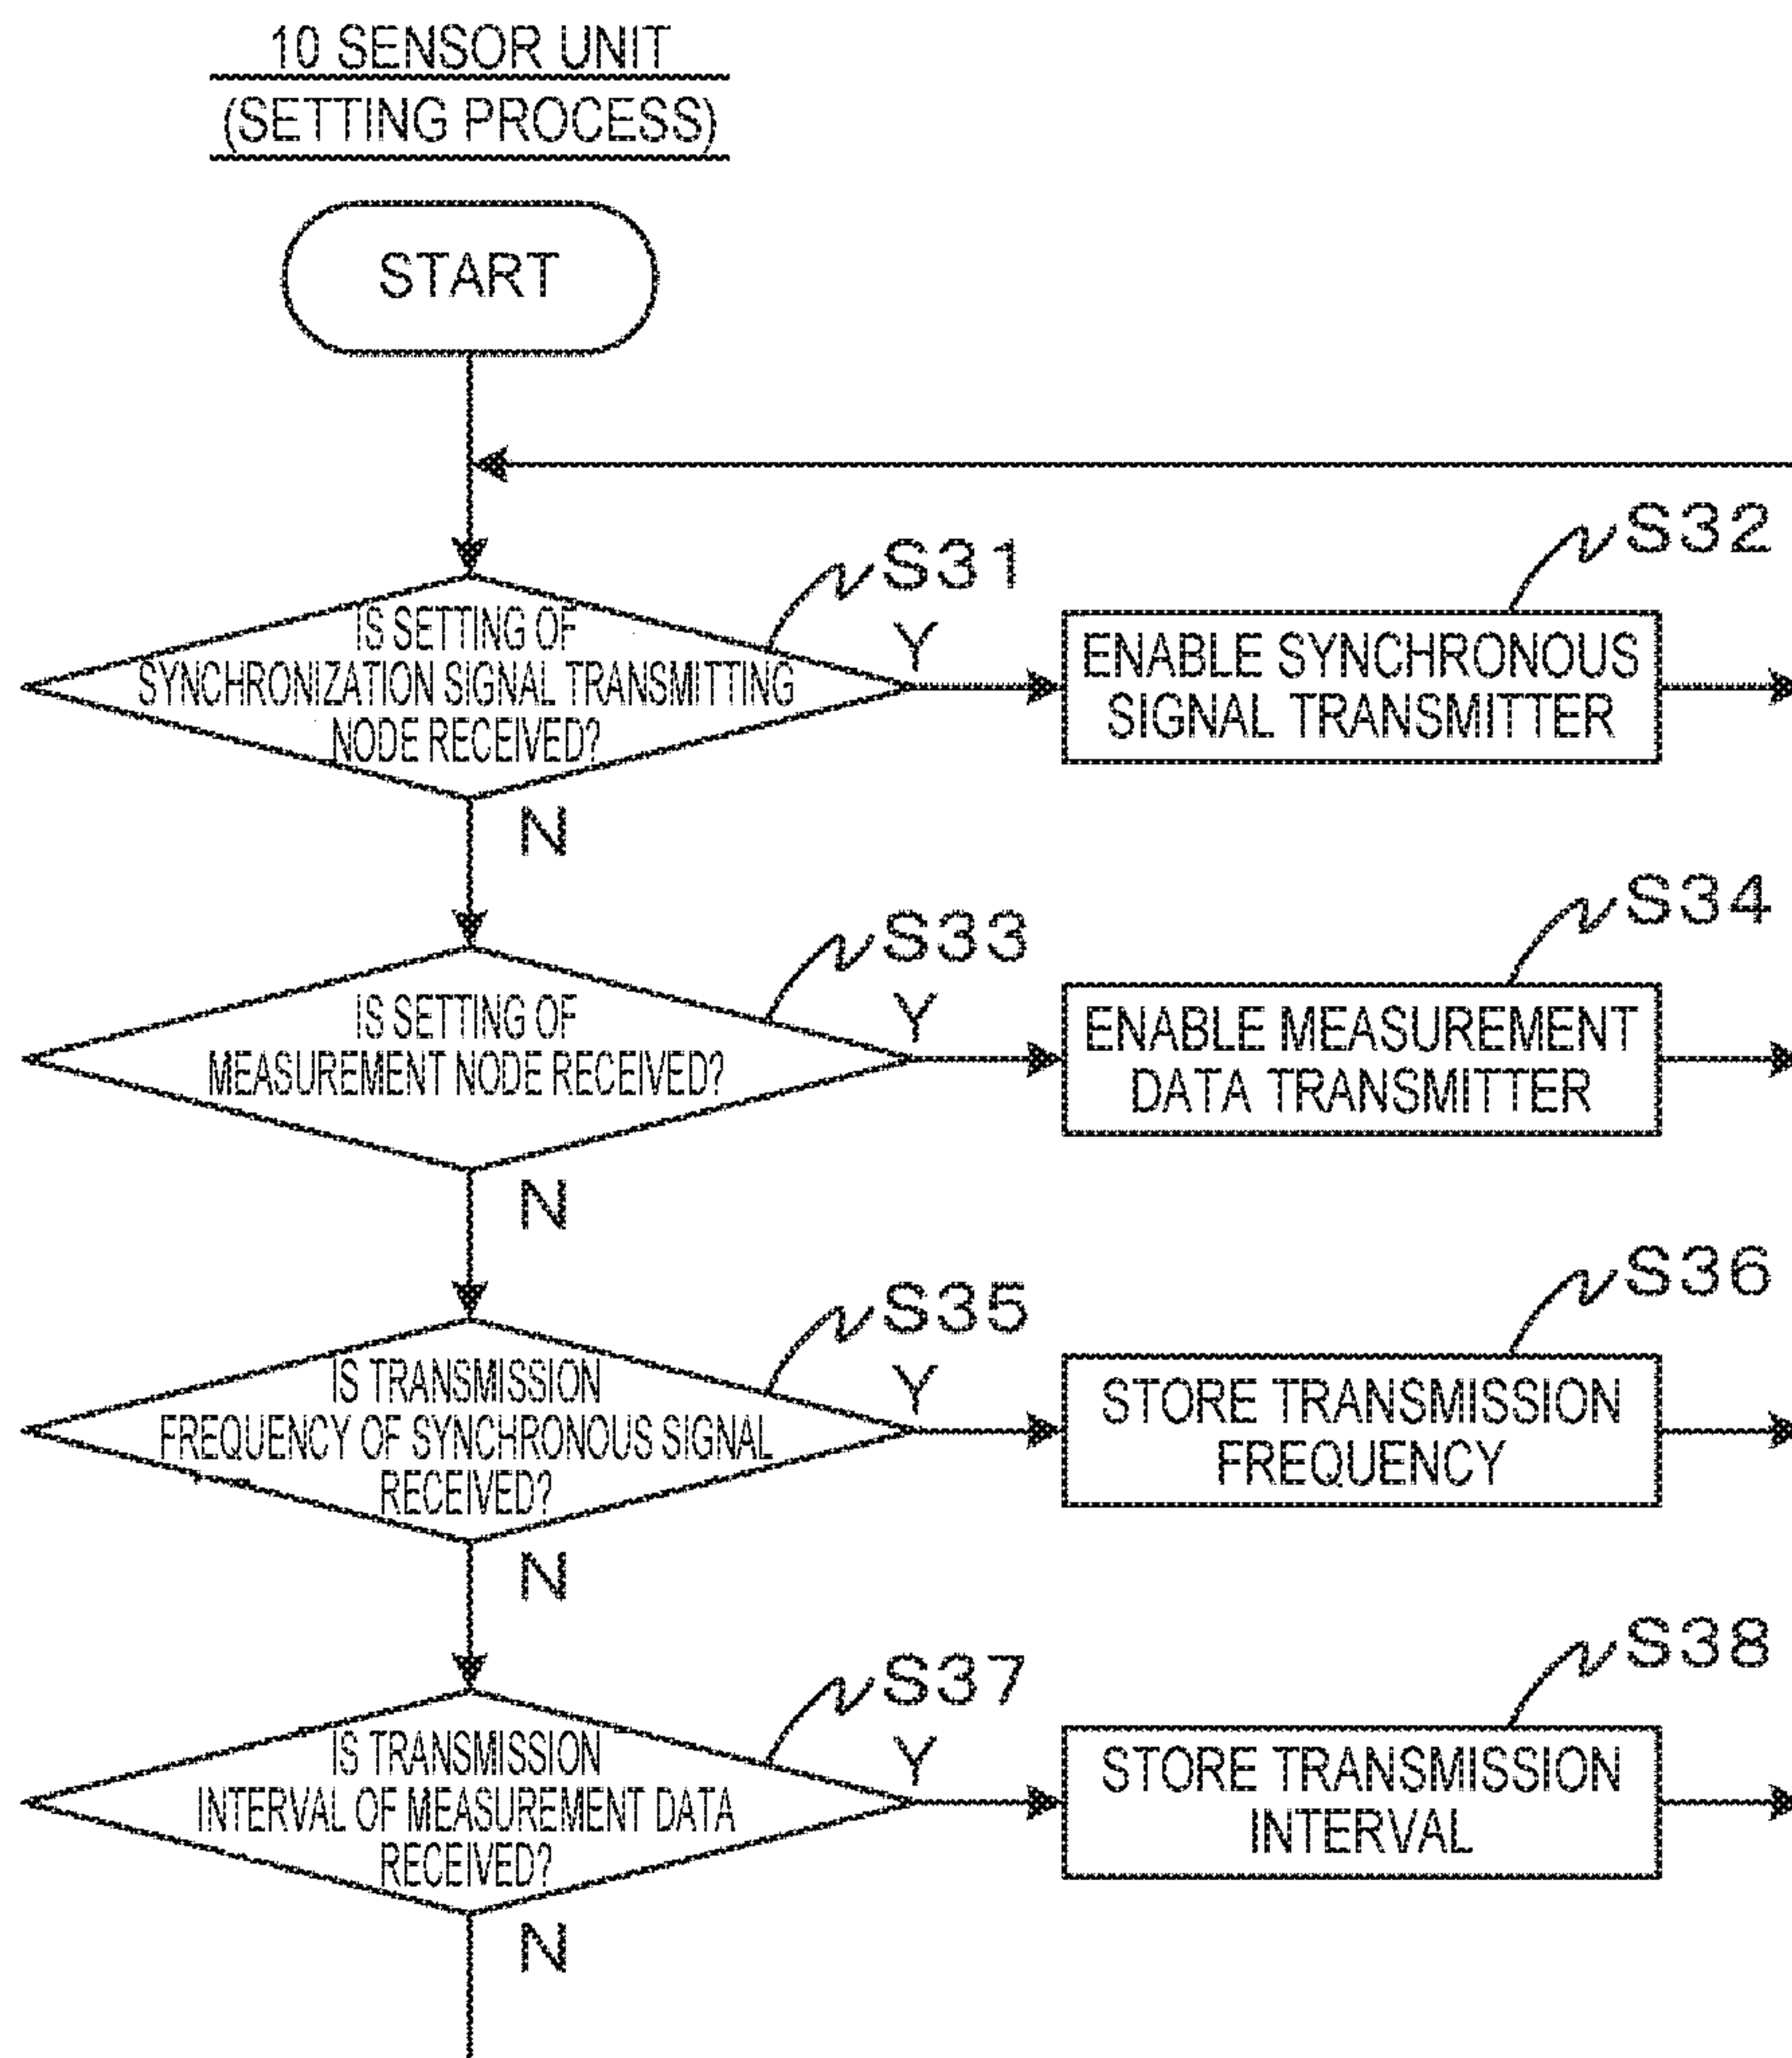 10 SENSOR UNIT
(SETTING PROCESS)
START
S31
IS SETTING OF
SYNCHRONIZATION SIGNAL TRANSMITTING
NODE RECEIVED?
Y
N
S32
ENABLE SYNCHRONOUS
SIGNAL TRANSMITTER
S33
IS SETTING OF
MEASUREMENT NODE RECEIVED?
Y
N
S34
ENABLE MEASUREMENT
DATA TRANSMITTER
S35
IS TRANSMISSION
FREQUENCY OF SYNCHRONOUS SIGNAL
RECEIVED?
Y
N
S36
STORE TRANSMISSION
FREQUENCY
S37
IS TRANSMISSION
INTERVAL OF MEASUREMENT DATA
RECEIVED?
Y
N
S38
STORE TRANSMISSION
INTERVAL